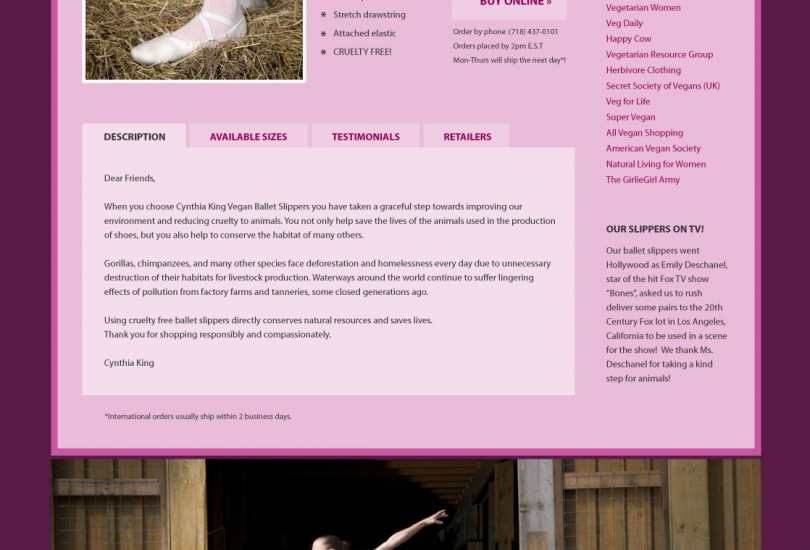 Stretch drawstring
Attached elastic
CRUELTY FREE!
BUY ONLINE »
Order by phone :(718) 437-0101
Orders placed by 2pm E.S.T
Mon-Thurs will ship the next day*!
DESCRIPTION
AVAILABLE SIZES
TESTIMONIALS
RETAILERS
Dear Friends,
When you choose Cynthia King Vegan Ballet Slippers you have taken a graceful step towards improving our
environment and reducing cruelty to animals. You not only help save the lives of the animals used in the production
of shoes, but you also help to conserve the habitat of many others.
Gorillas, chimpanzees, and many other species face deforestation and homelessness every day due to unnecessary
destruction of their habitats for livestock production. Waterways around the world continue to suffer lingering
effects of pollution from factory farms and tanneries, some closed generations ago.
Using cruelty free ballet slippers directly conserves natural resources and saves lives.
Thank you for shopping responsibly and compassionately.
Cynthia King
*International orders usually ship within 2 business days.
Vegetarian Women
Veg Daily
Happy Cow
Vegetarian Resource Group
Herbivore Clothing
Secret Society of Vegans (UK)
Veg for Life
Super Vegan
All Vegan Shopping
American Vegan Society
Natural Living for Women
The GirlieGirl Army
OUR SLIPPERS ON TV!
Our ballet slippers went
Hollywood as Emily Deschanel,
star of the hit Fox TV show
"Bones", asked us to rush
deliver some pairs to the 20th
Century Fox lot in Los Angeles,
California to be used in a scene
for the show! We thank Ms.
Deschanel for taking a kind
step for animals!